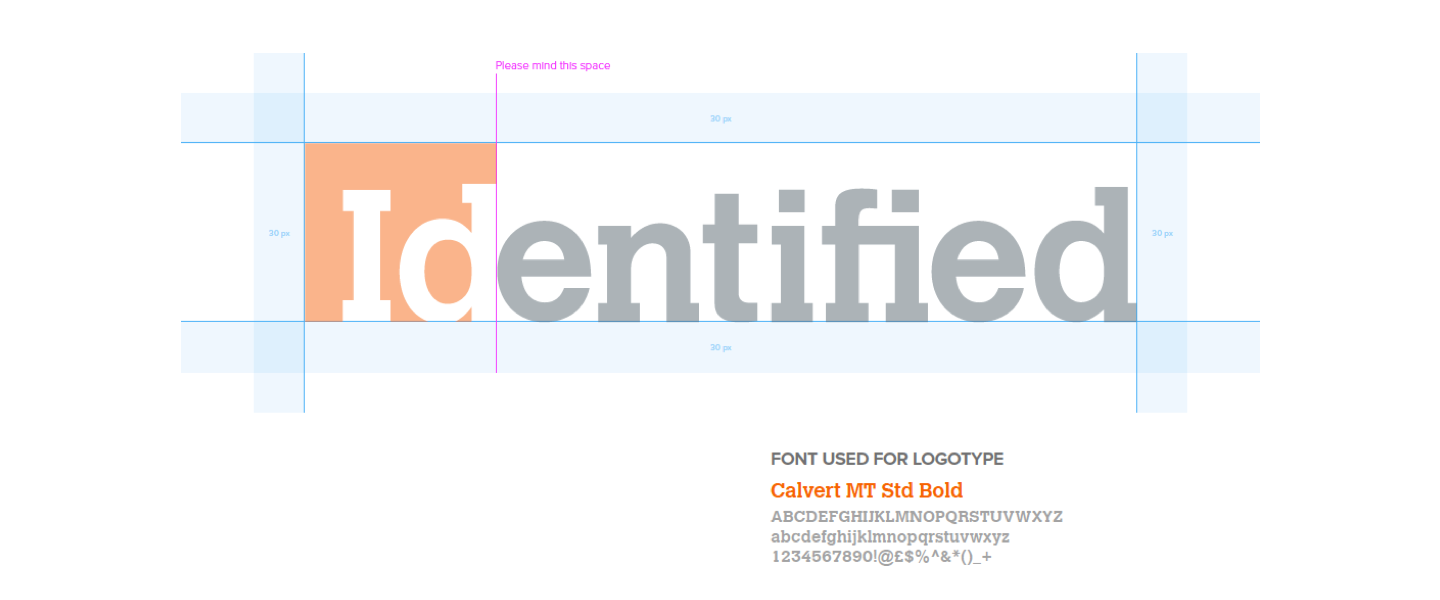 Please mind this space
30 px
Identified
30 px
30 px
30 px
FONT USED FOR LOGOTYPE
Calvert MT Std Bold
ABCDEFGHIJKLMNOPQRSTUVWXYZ
abcdefghijklmnopqrstuvwxyz
1234567890!@£$%^&*()_+